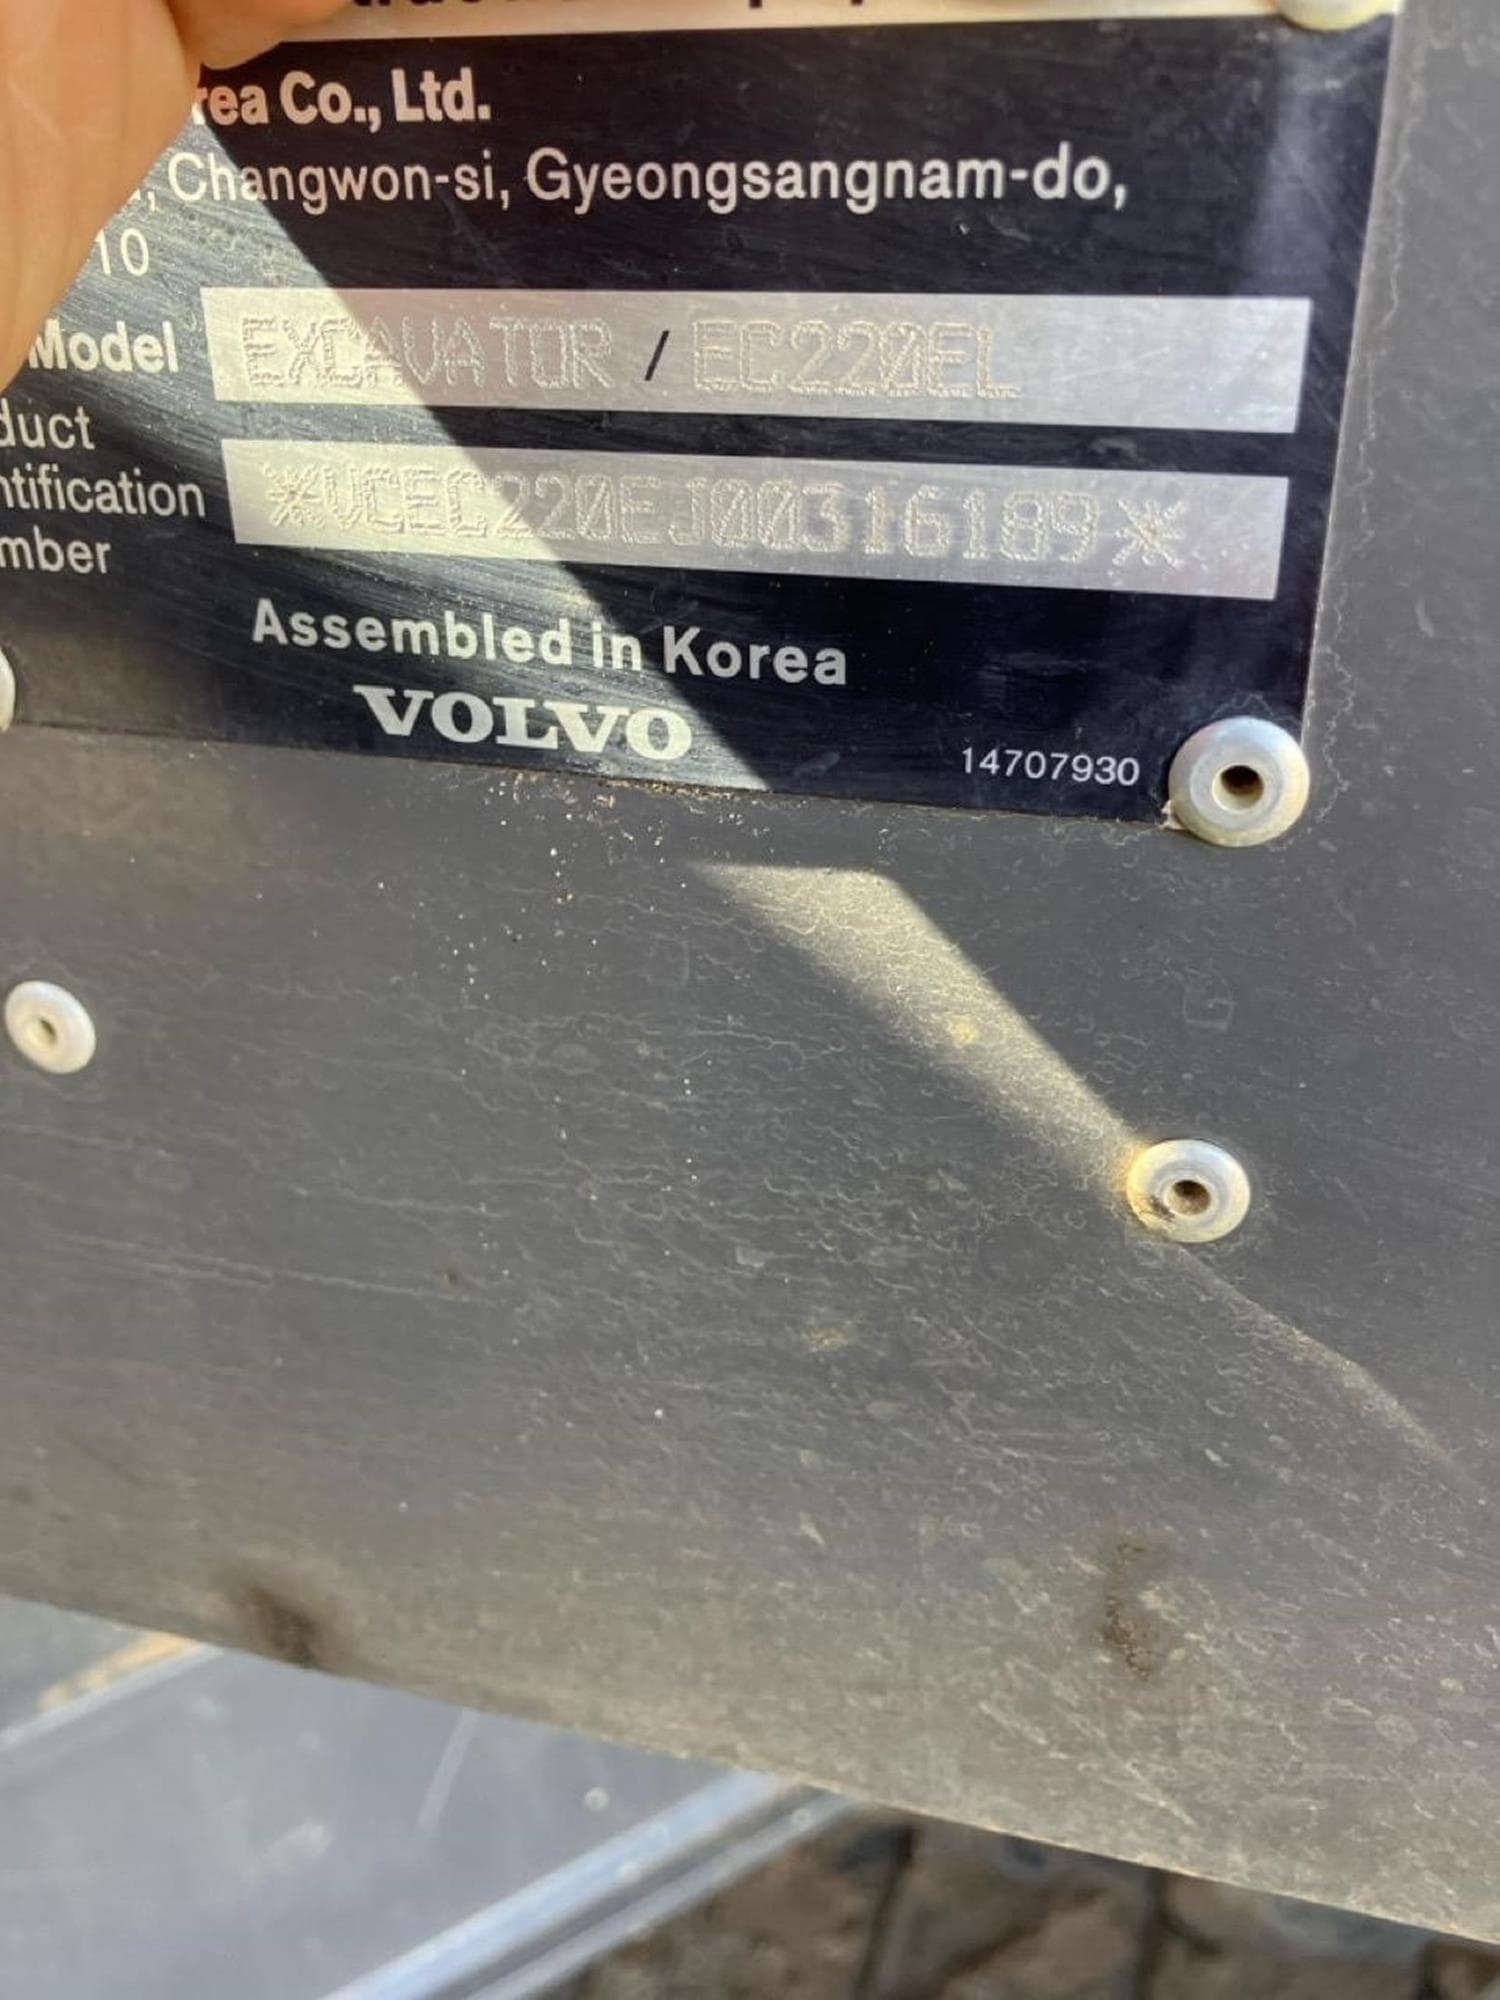 rea Co., Ltd.
, Changwon-si, Gyeongsangnam-do,
10
Model EXCAVATOR / EC220EL
duct
ntification *VCEC220EJ00316189*
mber
Assembled in Korea
VOLVO
14707930